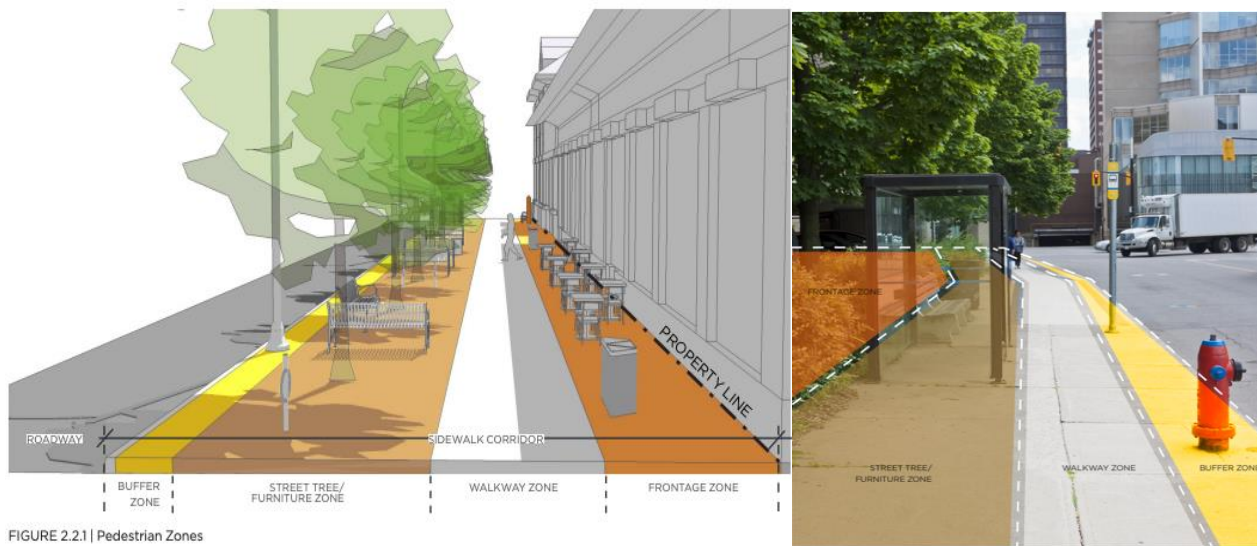 PROPERTY LINE
ROADWAY
SIDEWALK CORRIDOR
BUFFER
ZONE
STREET TREE/
FURNITURE ZONE
WALKWAY ZONE
FRONTAGE ZONE
FIGURE 2.2.1 | Pedestrian Zones
FRONTAGE ZONE
STREET TREE/
FURNITURE ZONE
WALKWAY ZONE
BUFFER ZONE